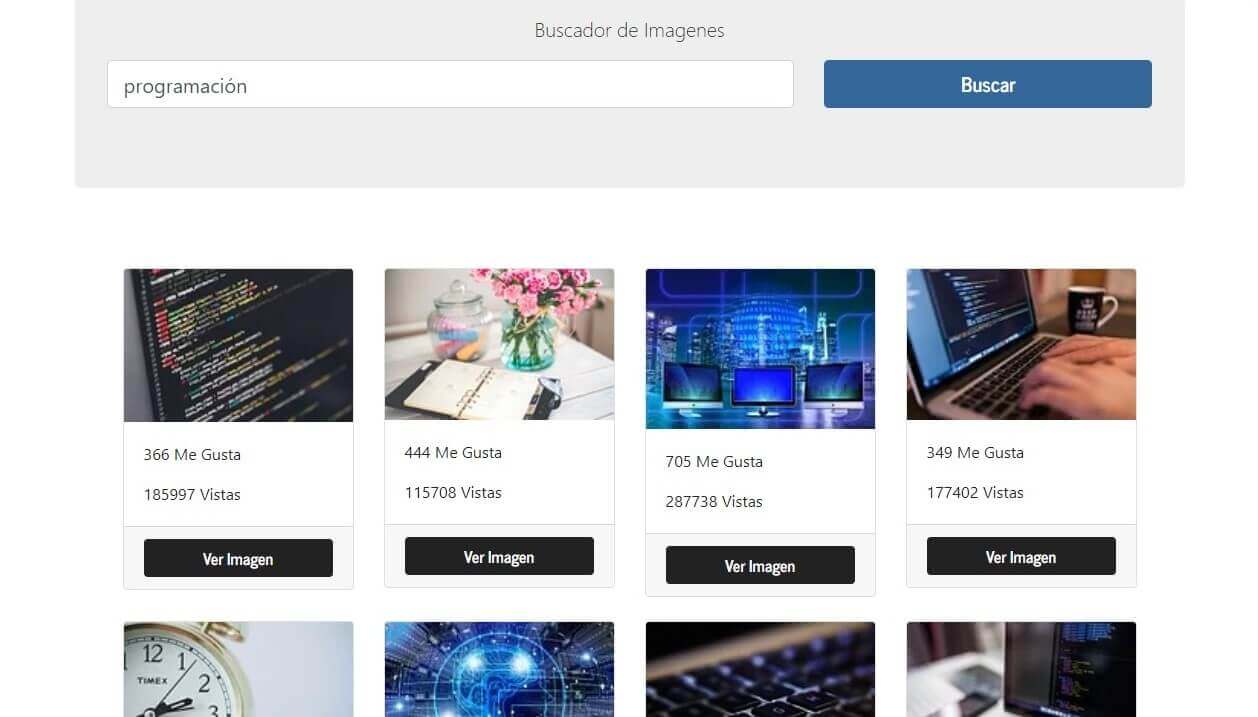 Buscador de Imagenes
programación
Buscar
366 Me Gusta
185997 Vistas
Ver Imagen
444 Me Gusta
115708 Vistas
Ver Imagen
705 Me Gusta
287738 Vistas
Ver Imagen
349 Me Gusta
177402 Vistas
Ver Imagen
12
1
2
3
TIMEX